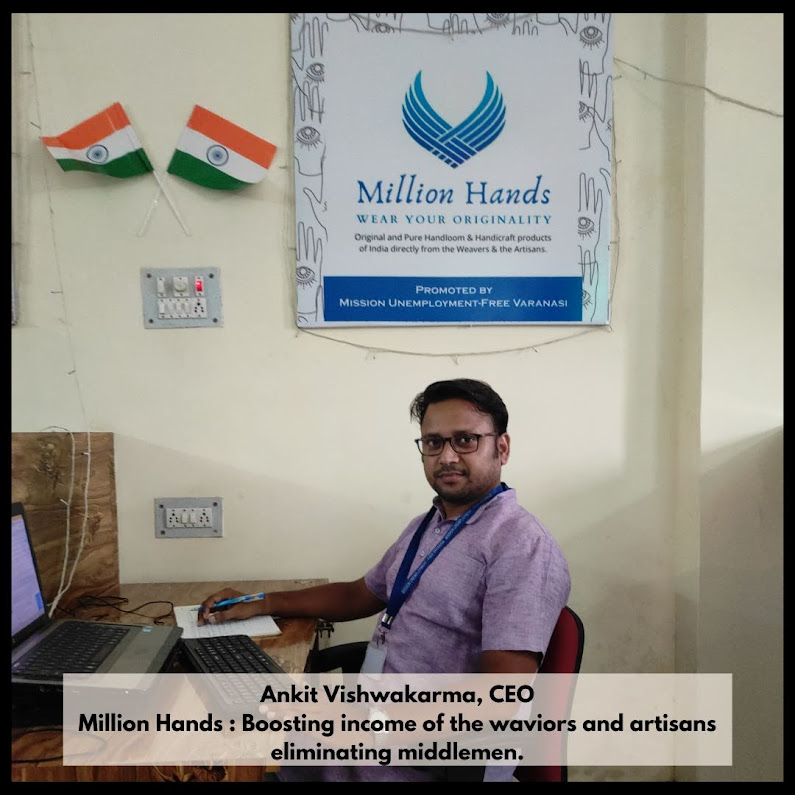 Million Hands
WEAR YOUR ORIGINALITY
Original and Pure Handloom & Handicraft products
of India directly from the Weavers & the Artisans.
PROMOTED BY
MISSION UNEMPLOYMENT-FREE VARANASI
Ankit Vishwakarma, CEO
Million Hands : Boosting income of the waviors and artisans
eliminating middlemen.